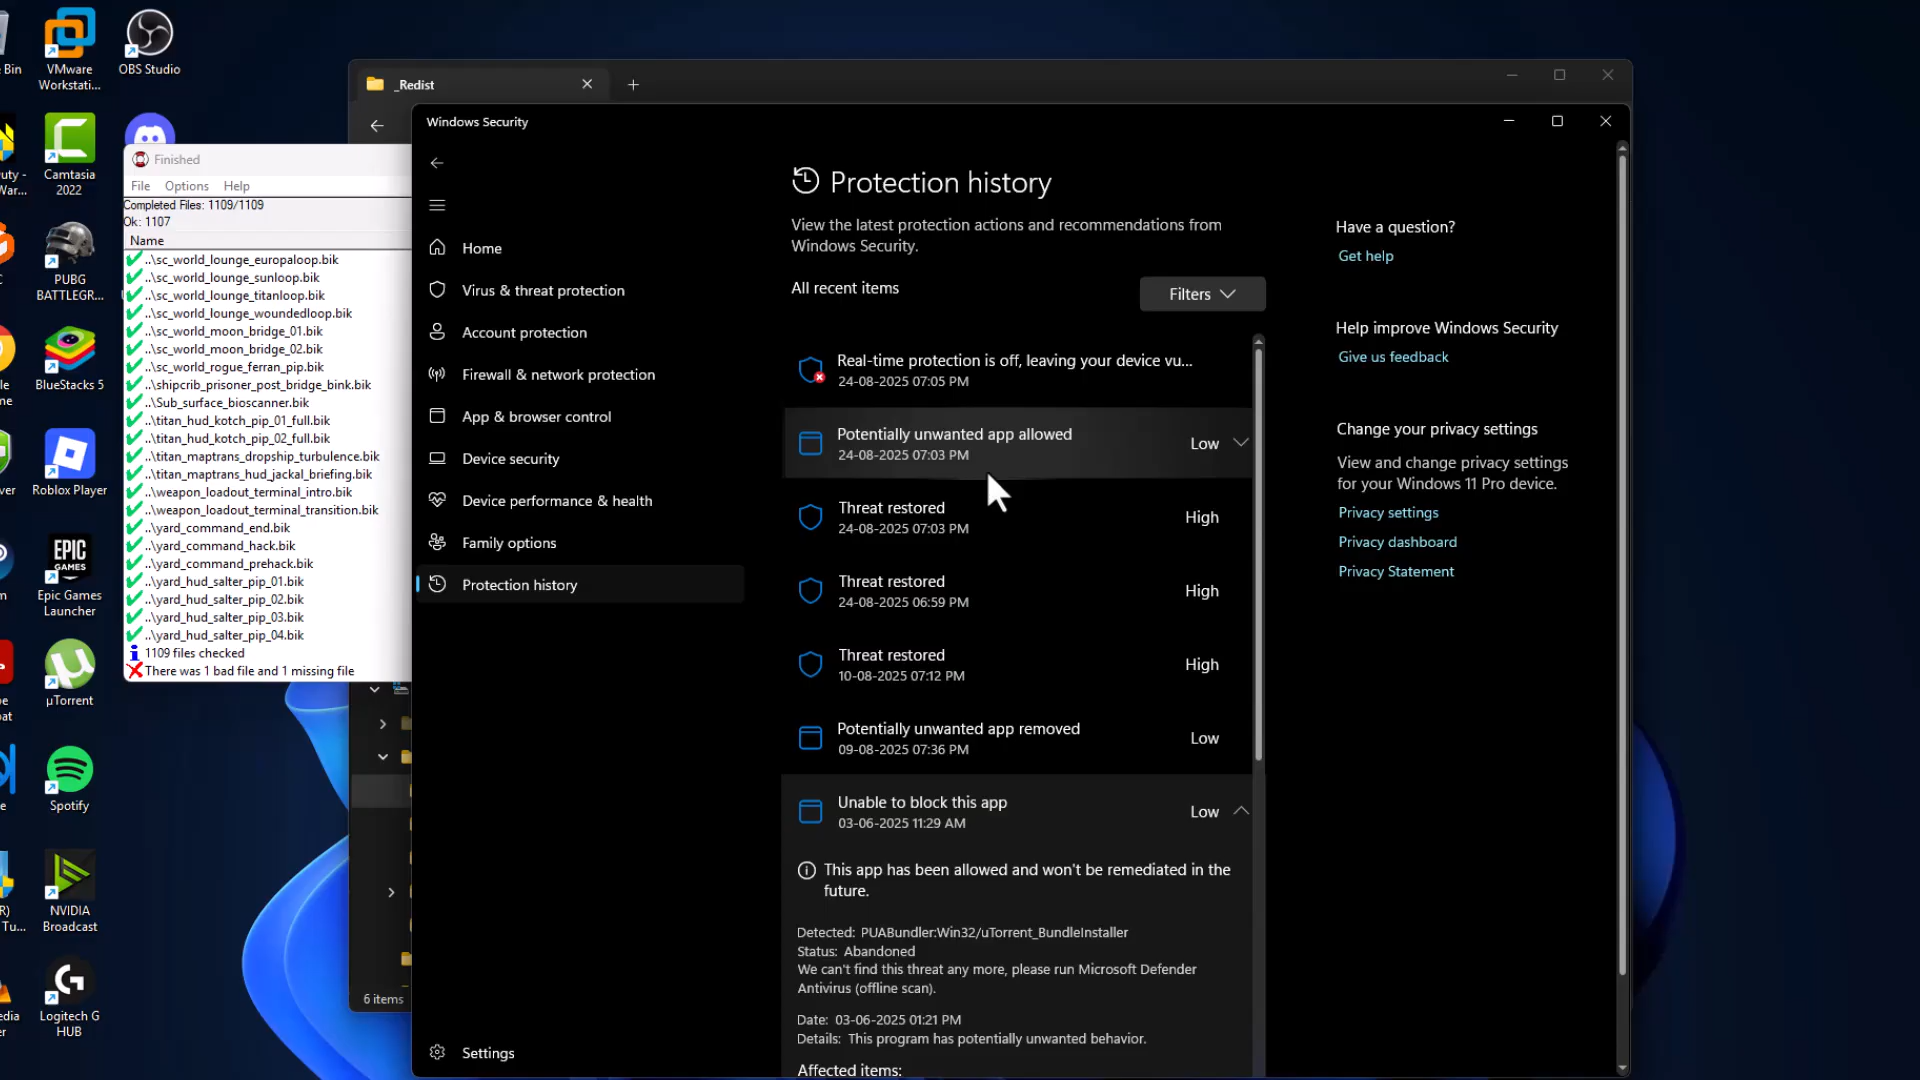 Bin
VMware
Workstati...
OBS Studio
uty -
War...
Camtasia
2022
C
PUBG
BATTLEGR...
le
me
BlueStacks 5
ver
Roblox Player
m
EPIC
GAMES
Epic Games
Launcher
be
bat
µTorrent
e
Spotify
R)
Tu...
NVIDIA
Broadcast
edia
er
Logitech G
HUB
Finished
File
Options
Help
Completed Files: 1109/1109
Ok: 1107
Name
..\sc_world_lounge_europaloop.bik
..\sc_world_lounge_sunloop.bik
..\sc_world_lounge_titanloop.bik
..\sc_world_lounge_woundedloop.bik
..\sc_world_moon_bridge_01.bik
..\sc_world_moon_bridge_02.bik
..\sc_world_rogue_ferran_pip.bik
..\shipcrib_prisoner_post_bridge_bink.bik
..\Sub_surface_bioscanner.bik
..\titan_hud_kotch_pip_01_full.bik
..\titan_hud_kotch_pip_02_full.bik
..\titan_maptrans_dropship_turbulence.bik
..\titan_maptrans_hud_jackal_briefing.bik
..\weapon_loadout_terminal_intro.bik
..\weapon_loadout_terminal_transition.bik
..\yard_command_end.bik
..\yard_command_hack.bik
..\yard_command_prehack.bik
..\yard_hud_salter_pip_01.bik
..\yard_hud_salter_pip_02.bik
..\yard_hud_salter_pip_03.bik
..\yard_hud_salter_pip_04.bik
1109 files checked
There was 1 bad file and 1 missing file
_Redist
6 items
Windows Security
Home
Virus & threat protection
Account protection
Firewall & network protection
App & browser control
Device security
Device performance & health
Family options
Protection history
Settings
Protection history
View the latest protection actions and recommendations from
Windows Security.
All recent items
Filters
Real-time protection is off, leaving your device vu...
24-08-2025 07:05 PM
Potentially unwanted app allowed
24-08-2025 07:03 PM
Low
Threat restored
24-08-2025 07:03 PM
High
Threat restored
24-08-2025 06:59 PM
High
Threat restored
10-08-2025 07:12 PM
High
Potentially unwanted app removed
09-08-2025 07:36 PM
Low
Unable to block this app
03-06-2025 11:29 AM
Low
This app has been allowed and won't be remediated in the
future.
Detected: PUABundler:Win32/uTorrent_BundleInstaller
Status: Abandoned
We can't find this threat any more, please run Microsoft Defender
Antivirus (offline scan).
Date: 03-06-2025 01:21 PM
Details: This program has potentially unwanted behavior.
Affected items:
Have a question?
Get help
Help improve Windows Security
Give us feedback
Change your privacy settings
View and change privacy settings
for your Windows 11 Pro device.
Privacy settings
Privacy dashboard
Privacy Statement